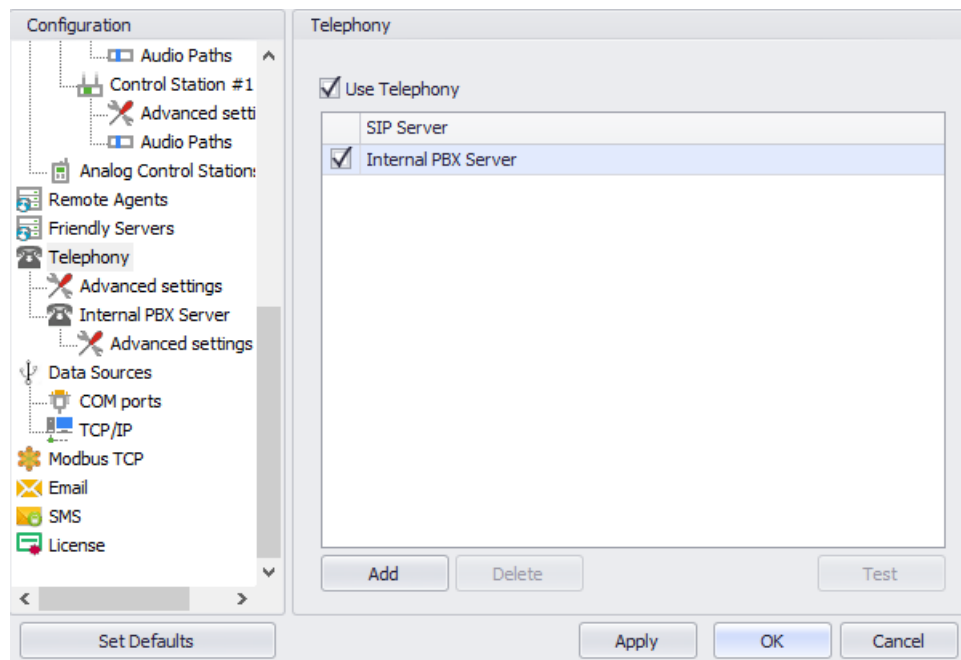 Configuration
Audio Paths
Control Station #1
Advanced setti
Audio Paths
Analog Control Station:
Remote Agents
Friendly Servers
Telephony
Advanced settings
Internal PBX Server
Advanced settings
Data Sources
COM ports
TCP/IP
Modbus TCP
Email
SMS
License
Set Defaults
Telephony
Use Telephony
SIP Server
Internal PBX Server
Add
Delete
Test
Apply
OK
Cancel